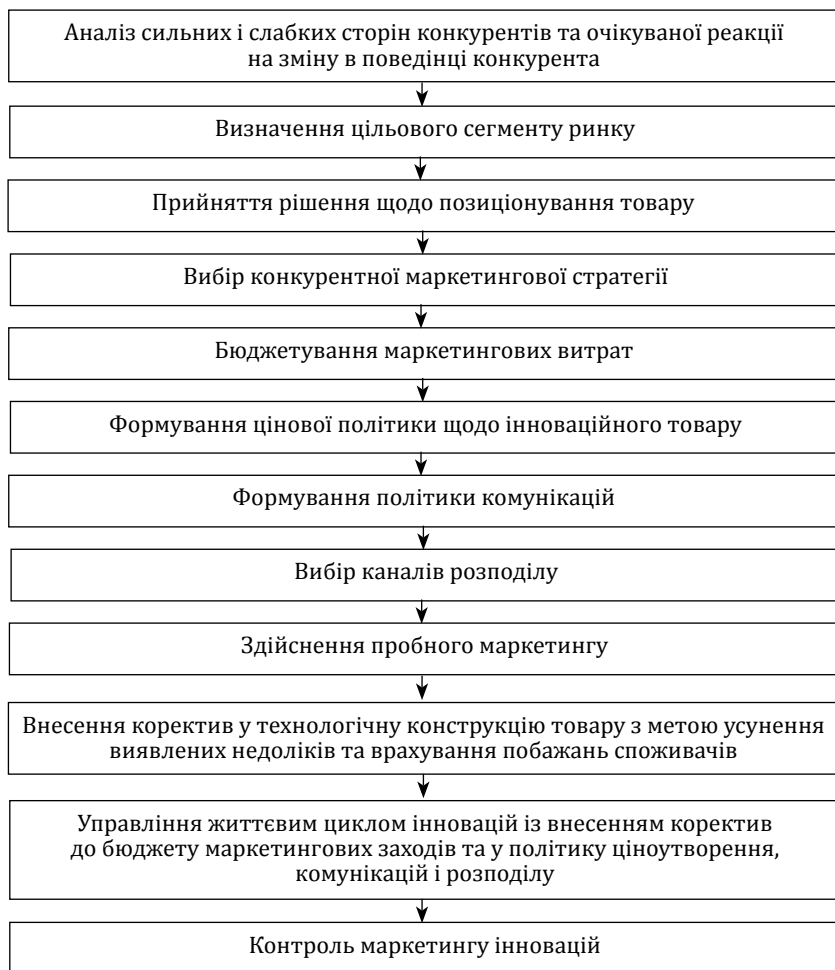 Аналіз сильних і слабких сторін конкурентів та очікуваної реакції
на зміну в поведінці конкурента
Визначення цільового сегменту ринку
Прийняття рішення щодо позиціонування товару
Вибір конкурентної маркетингової стратегії
Бюджетування маркетингових витрат
Формування цінової політики щодо інноваційного товару
Формування політики комунікацій
Вибір каналів розподілу
Здійснення пробного маркетингу
Внесення коректив у технологічну конструкцію товару з метою усунення
виявлених недоліків та врахування побажань споживачів
Управління життєвим циклом інновацій із внесенням коректив
до бюджету маркетингових заходів та у політику ціноутворення,
комунікацій і розподілу
Контроль маркетингу інновацій